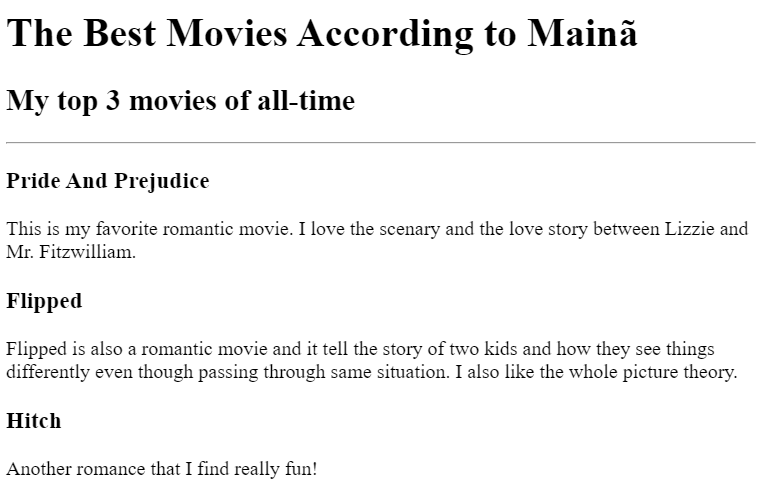 The Best Movies According to Mainã
My top 3 movies of all-time
Pride And Prejudice
This is my favorite romantic movie. I love the scenary and the love story between Lizzie and
Mr. Fitzwilliam.
Flipped
Flipped is also a romantic movie and it tell the story of two kids and how they see things
differently even though passing through same situation. I also like the whole picture theory.
Hitch
Another romance that I find really fun!